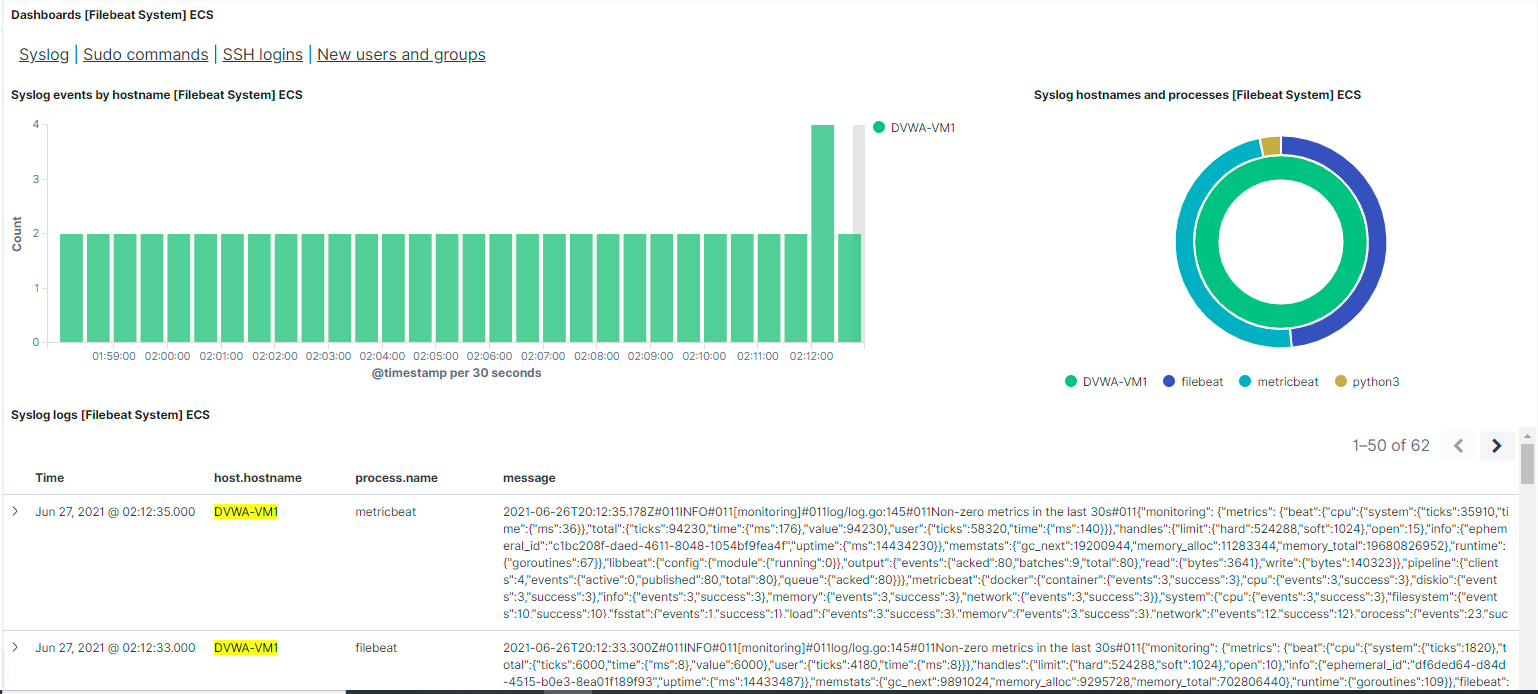 Dashboards [Filebeat System] ECS
Syslog | Sudo commands | SSH logins | New users and groups
Syslog events by hostname [Filebeat System] ECS
4
3
2
1
0
Count
01:59:00 02:00:00 02:01:00 02:02:00 02:03:00 02:04:00 02:05:00 02:06:00 02:07:00 02:08:00 02:09:00 02:10:00 02:11:00 02:12:00
@timestamp per 30 seconds
DVWA-VM1
Syslog hostnames and processes [Filebeat System] ECS
DVWA-VM1 filebeat metricbeat python3
Syslog logs [Filebeat System] ECS
1–50 of 62
Time host.hostname process.name message
Jun 27, 2021 @ 02:12:35.000 DVWA-VM1 metricbeat 2021-06-26T20:12:35.178Z#011INFO#011[monitoring]#011log/log.go:145#011Non-zero metrics in the last 30s#011{"monitoring": {"metrics": {"beat":{"cpu":{"system":{"ticks":35910,"ti
me":{"ms":36}},"total":{"ticks":94230,"time":{"ms":176},"value":94230},"user":{"ticks":58320,"time":{"ms":140}}},"handles":{"limit":{"hard":524288,"soft":1024},"open":15},"info":{"ephem
eral_id":"c1bc208f-daed-4611-8048-1054bf9fea4f","uptime":{"ms":14434230}},"memstats":{"gc_next":19200944,"memory_alloc":11283344,"memory_total":19680826952},"runtime":
{"goroutines":67}},"libbeat":{"config":{"module":{"running":0}},"output":{"events":{"acked":80,"batches":9,"total":80},"read":{"bytes":3641},"write":{"bytes":140323}},"pipeline":{"client
s":4,"events":{"active":0,"published":80,"total":80},"queue":{"acked":80}}},"metricbeat":{"docker":{"container":{"events":3,"success":3},"cpu":{"events":3,"success":3},"diskio":{"event
s":3,"success":3},"info":{"events":3,"success":3},"memory":{"events":3,"success":3},"network":{"events":3,"success":3}},"system":{"cpu":{"events":3,"success":3},"filesystem":{"event
s":10,"success":10},"fsstat":{"events":1,"success":1},"load":{"events":3,"success":3},"memory":{"events":3,"success":3},"network":{"events":12,"success":12},"process":{"events":23,"suc
Jun 27, 2021 @ 02:12:33.000 DVWA-VM1 filebeat 2021-06-26T20:12:33.300Z#011INFO#011[monitoring]#011log/log.go:145#011Non-zero metrics in the last 30s#011{"monitoring": {"metrics": {"beat":{"cpu":{"system":{"ticks":1820},"t
otal":{"ticks":6000,"time":{"ms":8},"value":6000},"user":{"ticks":4180,"time":{"ms":8}}},"handles":{"limit":{"hard":524288,"soft":1024},"open":10},"info":{"ephemeral_id":"df6ded64-d84d
-4515-b0e3-8ea01f189f93","uptime":{"ms":14433487}},"memstats":{"gc_next":9891024,"memory_alloc":9295728,"memory_total":702806440},"runtime":{"goroutines":109}},"filebeat":